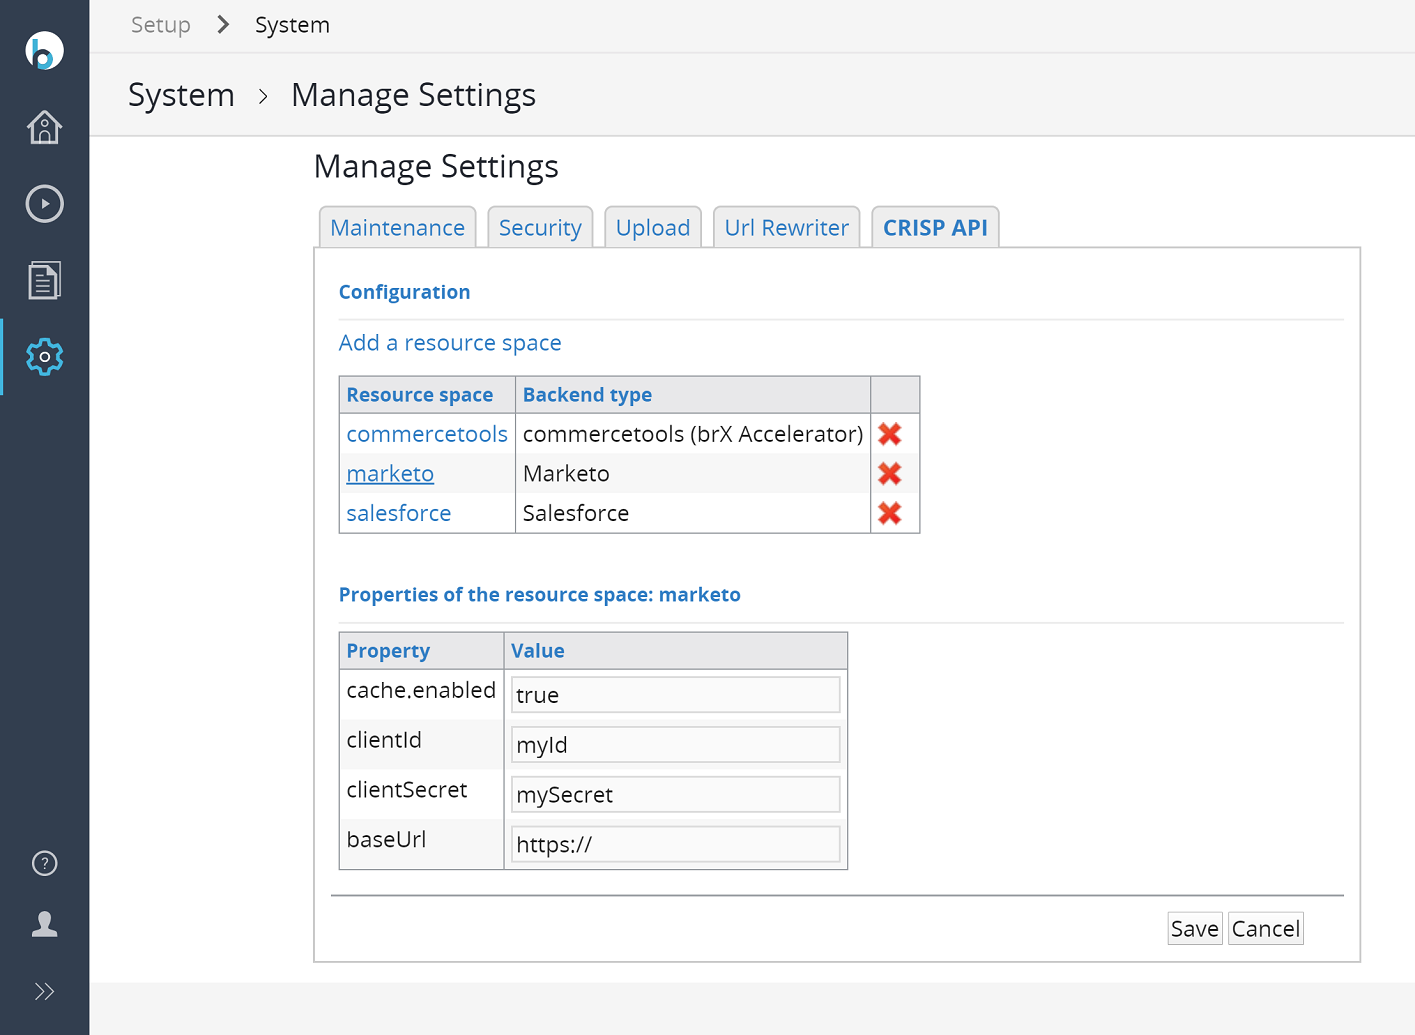 Setup > System
System > Manage Settings
Manage Settings
Maintenance Security Upload Url Rewriter CRISP API
Configuration
Add a resource space
Resource space Backend type
commercetools commercetools (brX Accelerator)
marketo Marketo
salesforce Salesforce
Properties of the resource space: marketo
Property Value
cache.enabled true
clientId myId
clientSecret mySecret
baseUrl https://
Save Cancel